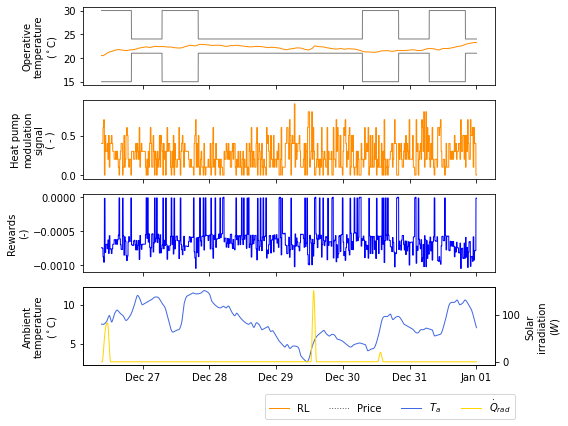 Operative
temperature
(°C)
30
25
20
15
Heat pump
modulation
signal
( - )
0.5
0.0
Rewards
(-)
0.0000
−0.0005
−0.0010
Ambient
temperature
(°C)
10
5
100
0
Solar
irradiation
(W)
Dec 27 Dec 28 Dec 29 Dec 30 Dec 31 Jan 01
RL Price T_a Q̇_rad